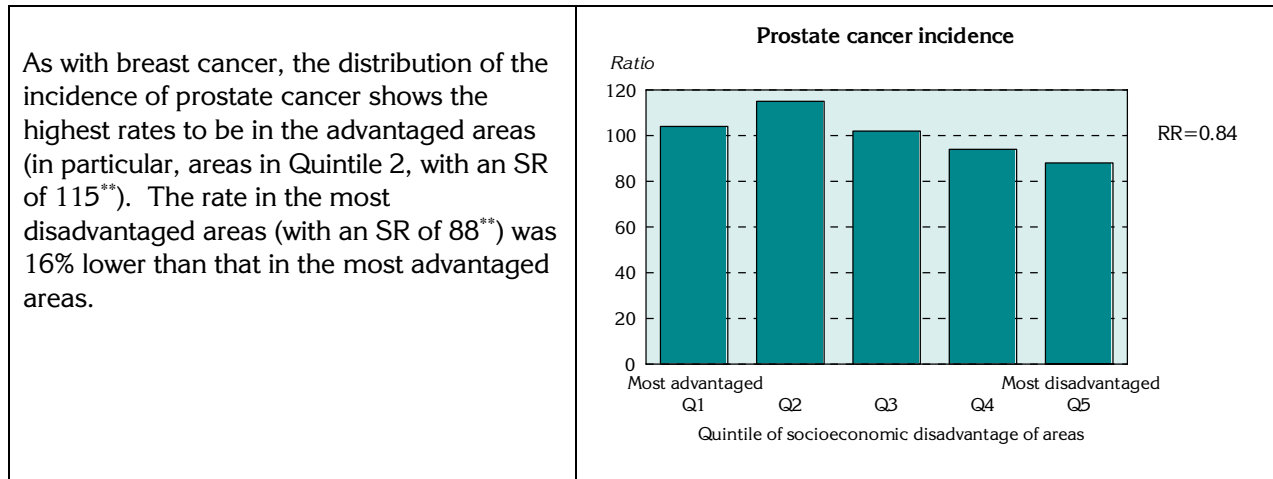 As with breast cancer, the distribution of the
incidence of prostate cancer shows the
highest rates to be in the advantaged areas
(in particular, areas in Quintile 2, with an SR
of 115**).  The rate in the most
disadvantaged areas (with an SR of 88**) was
16% lower than that in the most advantaged
areas.
Prostate cancer incidence
Ratio
120
100
80
60
40
20
0
RR=0.84
Most advantaged Most disadvantaged
Q1 Q2 Q3 Q4 Q5
Quintile of socioeconomic disadvantage of areas